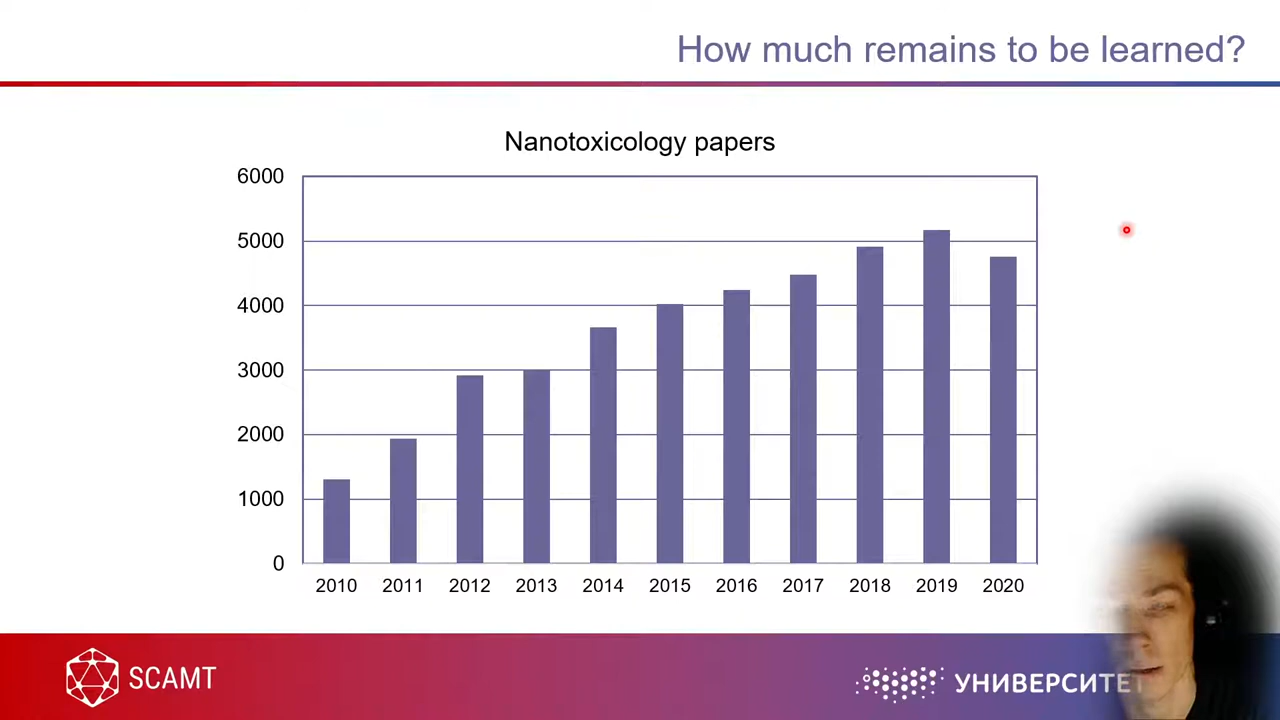 How much remains to be learned?
Nanotoxicology papers
6000
5000
4000
3000
2000
1000
0
2010 2011 2012 2013 2014 2015 2016 2017 2018 2019 2020
SCAMT
УНИВЕРСИТЕТ